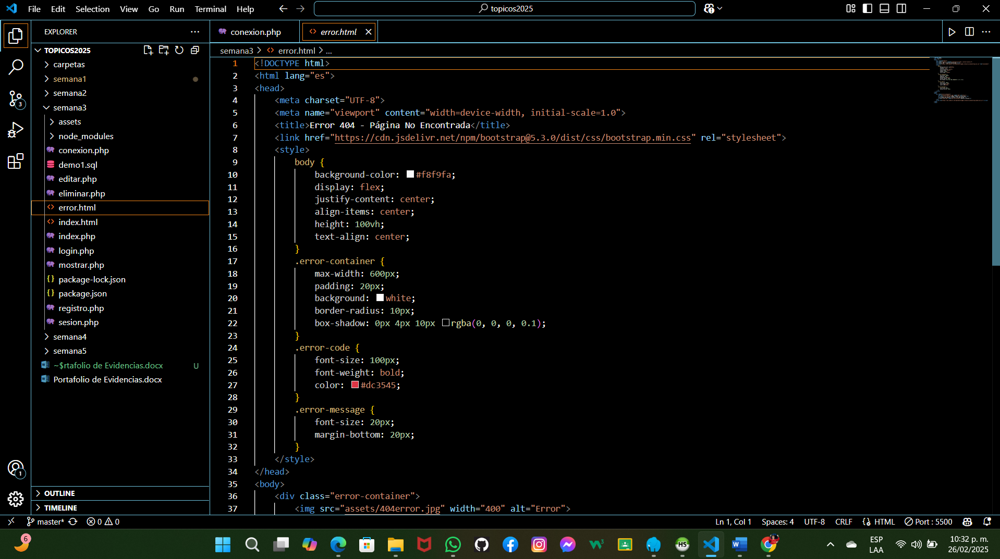 File Edit Selection View Go Run Terminal Help
topicos2025
EXPLORER
TOPICOS2025
carpetas
semana1
semana2
semana3
assets
node_modules
conexion.php
demo1.sql
editar.php
eliminar.php
error.html
index.html
index.php
login.php
mostrar.php
package-lock.json
package.json
registro.php
sesion.php
semana4
semana5
~$rtafolio de Evidencias.docx U
Portafolio de Evidencias.docx
OUTLINE
TIMELINE
3
1
conexion.php error.html
semana3 > error.html > ...
1 <!DOCTYPE html>
2 <html lang="es">
3 <head>
4 <meta charset="UTF-8">
5 <meta name="viewport" content="width=device-width, initial-scale=1.0">
6 <title>Error 404 - Página No Encontrada</title>
7 <link href="https://cdn.jsdelivr.net/npm/bootstrap@5.3.0/dist/css/bootstrap.min.css" rel="stylesheet">
8 <style>
9 body {
10 background-color: #f8f9fa;
11 display: flex;
12 justify-content: center;
13 align-items: center;
14 height: 100vh;
15 text-align: center;
16 }
17 .error-container {
18 max-width: 600px;
19 padding: 20px;
20 background: white;
21 border-radius: 10px;
22 box-shadow: 0px 4px 10px rgba(0, 0, 0, 0.1);
23 }
24 .error-code {
25 font-size: 100px;
26 font-weight: bold;
27 color: #dc3545;
28 }
29 .error-message {
30 font-size: 20px;
31 margin-bottom: 20px;
32 }
33 </style>
34 </head>
35 <body>
36 <div class="error-container">
37 <img src="assets/404error.jpg" width="400" alt="Error">
master* 0 0 Ln 1, Col 1 Spaces: 4 UTF-8 CRLF HTML Port : 5500
6
HS
ESP
LAA
10:32 p. m.
26/02/2025